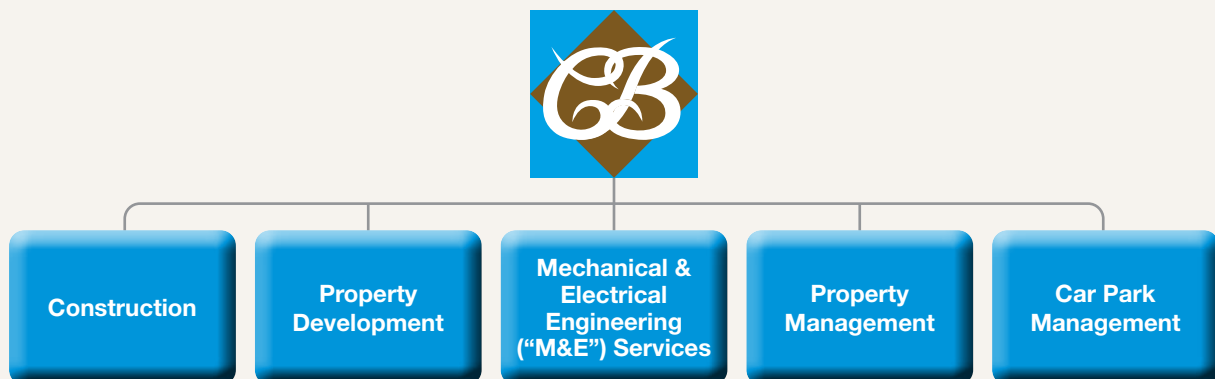 CB
Construction
Property
Development
Mechanical &
Electrical
Engineering
(“M&E”) Services
Property
Management
Car Park
Management